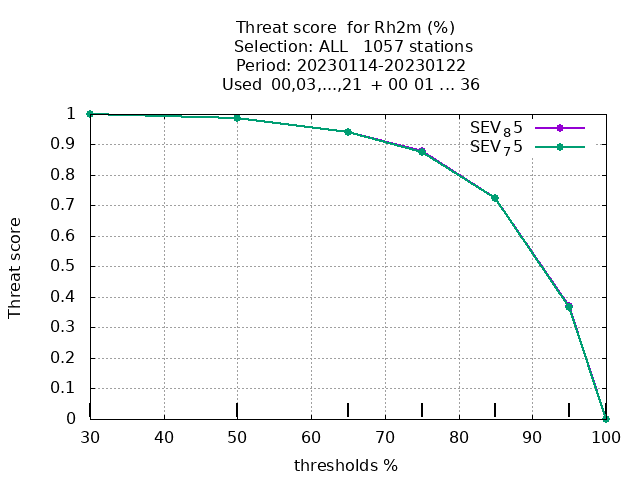 Threat score  for Rh2m (%)
Selection: ALL   1057 stations
Period: 20230114-20230122
Used  00,03,...,21  + 00 01 ... 36
SEV₈5
SEV₇5
1
0.9
0.8
0.7
0.6
0.5
0.4
0.3
0.2
0.1
0
Threat score
30 40 50 60 70 80 90 100
thresholds %